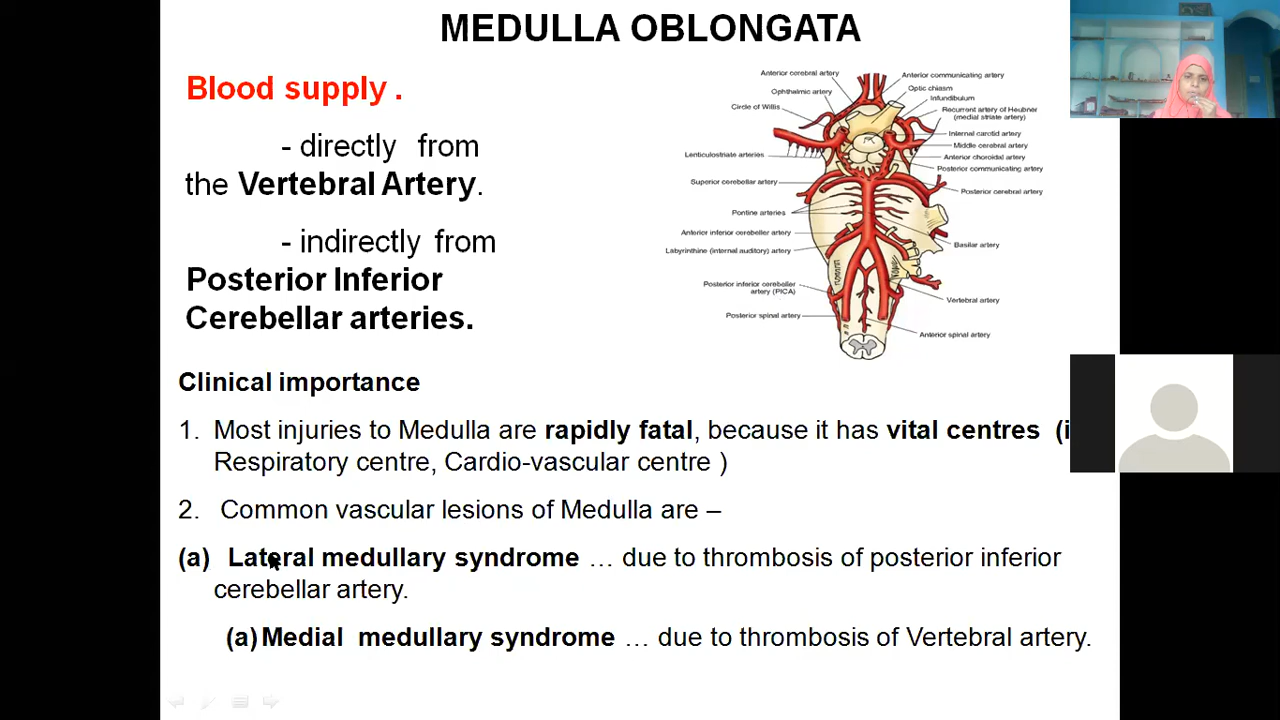 MEDULLA OBLONGATA
Blood supply .
- directly from
the Vertebral Artery.
- indirectly from
Posterior Inferior
Cerebellar arteries.
Anterior cerebral artery
Ophthalmic artery
Circle of Willis
Lenticulostriate arteries
Superior cerebellar artery
Pontine arteries
Anterior inferior cerebellar artery
Labyrinthine (internal auditory) artery
Posterior inferior cerebeller
artery (PICA)
Posterior spinal artery
Anterior communicating artery
Optic chiasm
Infundibulum
Recurrent artery of Heubner
(medial striate artery)
Internal carotid artery
Middle cerebral artery
Anterior choroidal artery
Posterior communicating artery
Posterior cerebral artery
Basilar artery
Vertebral artery
Anterior spinal artery
Clinical importance
1. Most injuries to Medulla are rapidly fatal, because it has vital centres (i
Respiratory centre, Cardio-vascular centre )
2. Common vascular lesions of Medulla are –
(a) Lateral medullary syndrome … due to thrombosis of posterior inferior
cerebellar artery.
(a) Medial medullary syndrome … due to thrombosis of Vertebral artery.